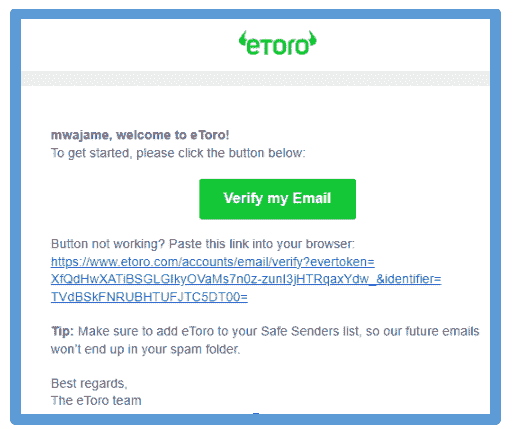 eToro
mwajame, welcome to eToro!
To get started, please click the button below:
Verify my Email
Button not working? Paste this link into your browser:
https://www.etoro.com/accounts/email/verify?evertoken=
XfQdHwXATiBSGLGIkyOVaMs7n0z-zunI3jHTRqaxYdw_&identifier=
TVdBSkFNRUBHTUFJTC5DT00=
Tip: Make sure to add eToro to your Safe Senders list, so our future emails
won't end up in your spam folder.
Best regards,
The eToro team